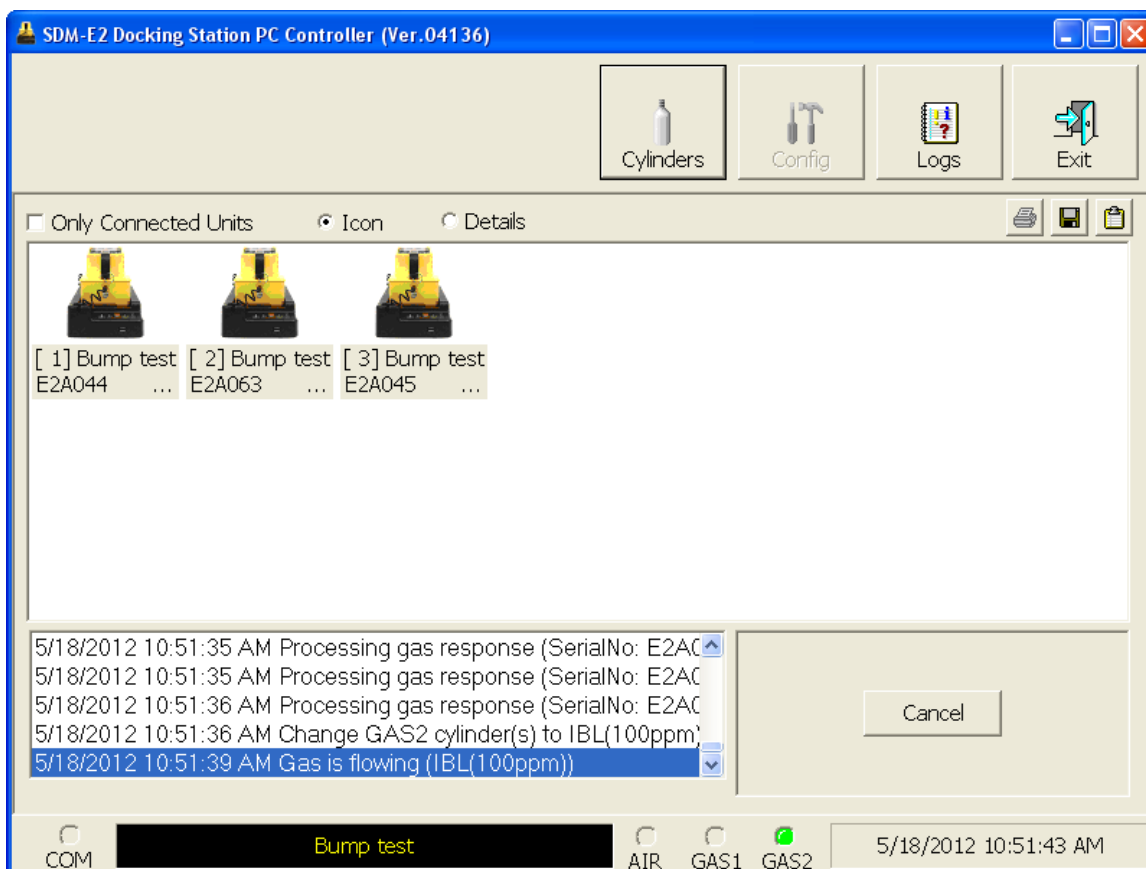 SDM-E2 Docking Station PC Controller (Ver.04136)
Cylinders
Config
Logs
Exit
Only Connected Units
Icon
Details
[ 1] Bump test
E2A044 ...
[ 2] Bump test
E2A063 ...
[ 3] Bump test
E2A045 ...
5/18/2012 10:51:35 AM Processing gas response (SerialNo: E2A0
5/18/2012 10:51:35 AM Processing gas response (SerialNo: E2A0
5/18/2012 10:51:36 AM Processing gas response (SerialNo: E2A0
5/18/2012 10:51:36 AM Change GAS2 cylinder(s) to IBL(100ppm)
5/18/2012 10:51:39 AM Gas is flowing (IBL(100ppm))
Cancel
COM
Bump test
AIR
GAS1
GAS2
5/18/2012 10:51:43 AM